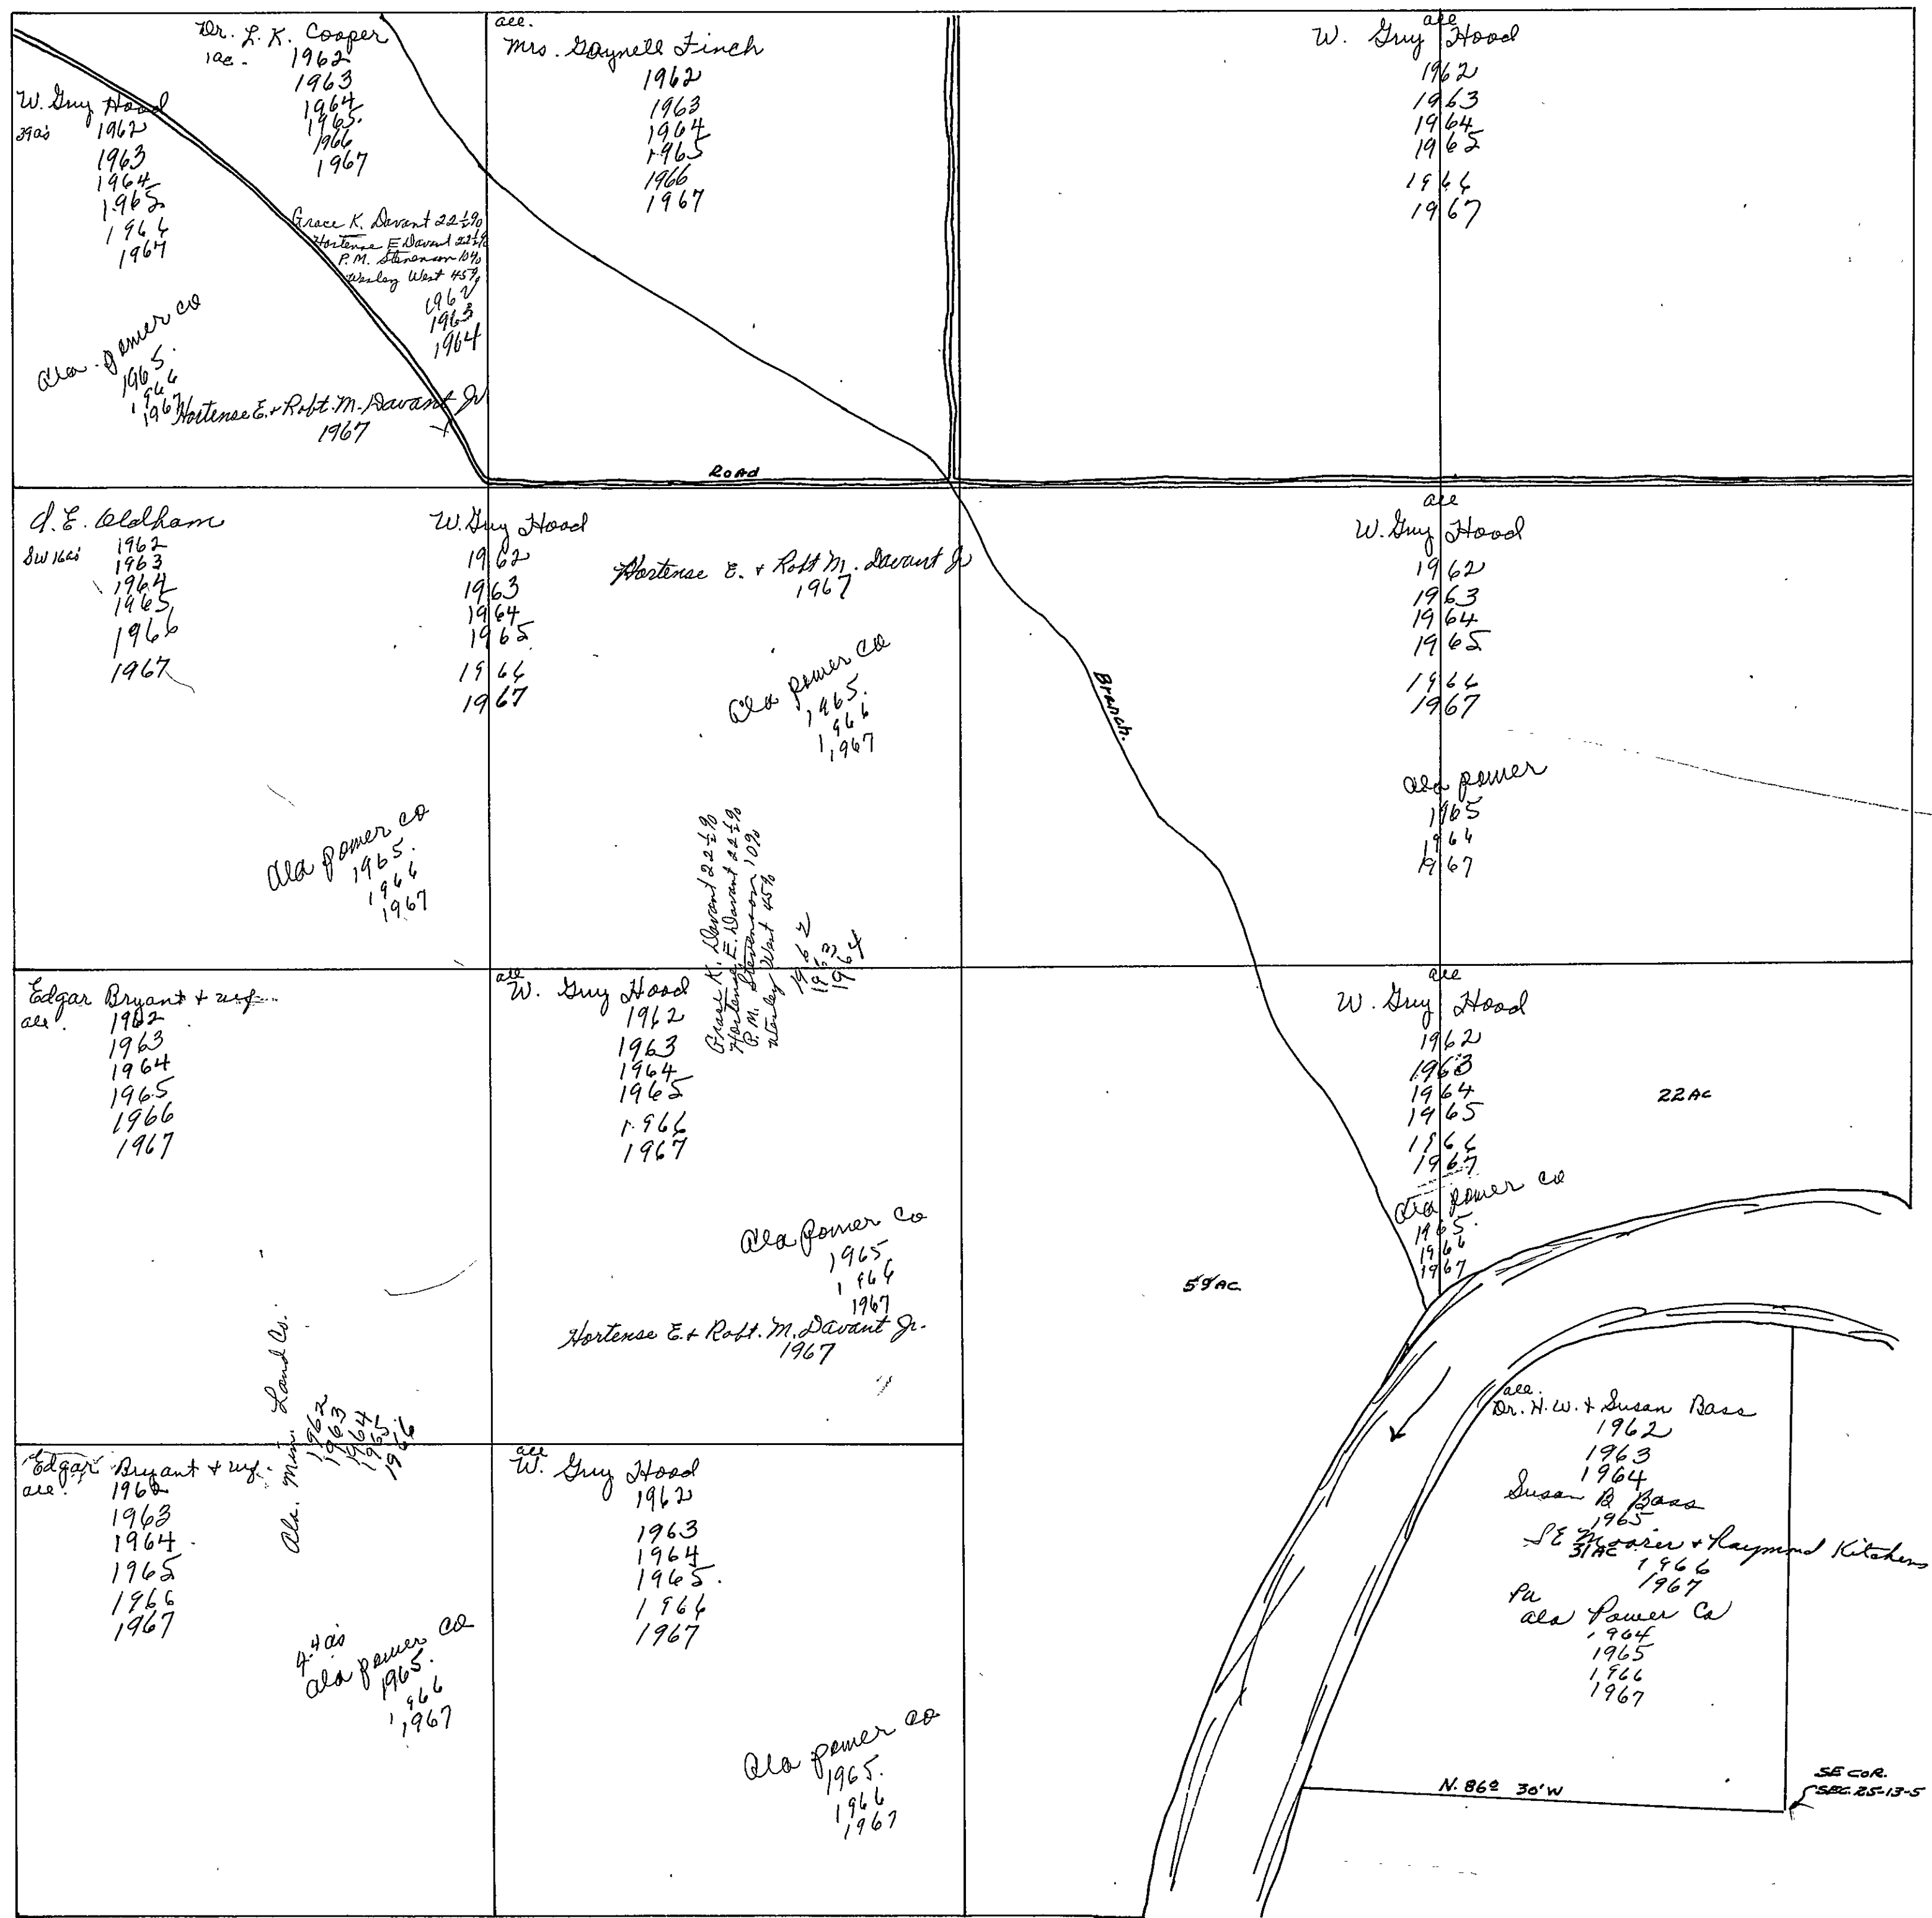 Dr. L. K. Cooper
1ac.
1962
1963
1964
1965.
1966
1967
W. Guy Hood
39as
1962
1963
1964
1965
1966
1967
Grace K. Davant 22½%
Hortense E Davant 22½%
P.M. Stevenson 10%
Wesley West 45%
1962
1963
1964
Ala. power co
1965.
1966
1967
Hortense E. + Robt. M. Davant Jr
1967
all.
Mrs. Gaynell Finch
1962
1963
1964
1965
1966
1967
all
W. Guy Hood
1962
1963
1964
1965
1966
1967
ROAD
Oldham
SW 16as
1962
1963
1964
1965
1966
1967
W. Guy Hood
1962
1963
1964
1965
1966
1967
Hortense E. + Robt M. Davant Jr
1967
Ala power Co
1965.
1966
1967
Ala power co
1965.
1966
1967
Grace K. Davant 22½%
Hortense E. Davant 22½%
P. M. Stevenson 10%
Wesley West 45%
1962
1963
1964
Branch.
all
W. Guy Hood
1962
1963
1964
1965
1966
1967
Ala power
1965
1966
1967
Edgar Bryant + wf.
all.
1962
1963
1964
1965
1966
1967
all
W. Guy Hood
1962
1963
1964
1965
1966
1967
Ala Power Co
1965
1966
1967
Hortense E. + Robt. M. Davant Jr.
1967
all
W. Guy Hood
1962
1963
1964
1965
1966
1967
Ala power co
1965.
1966
1967
22 AC
59 AC.
Ala. Min. Land Co.
1962
1963
1964
1965
1966
Edgar Bryant + wf.
all.
1962
1963
1964
1965
1966
1967
4.4as
Ala power co
1965.
1966
1967
all
W. Guy Hood
1962
1963
1964
1965.
1966
1967
Ala power co
1965.
1966
1967
all.
Dr. H. W. + Susan Bass
1962
1963
1964
Susan B Bass
1965
S E Moorer + Raymond Kitchens
31 AC
1966
1967
Pu
Ala Power Co
1964
1965
1966
1967
N. 86° 30' W
SE COR.
SEC. 25-13-5